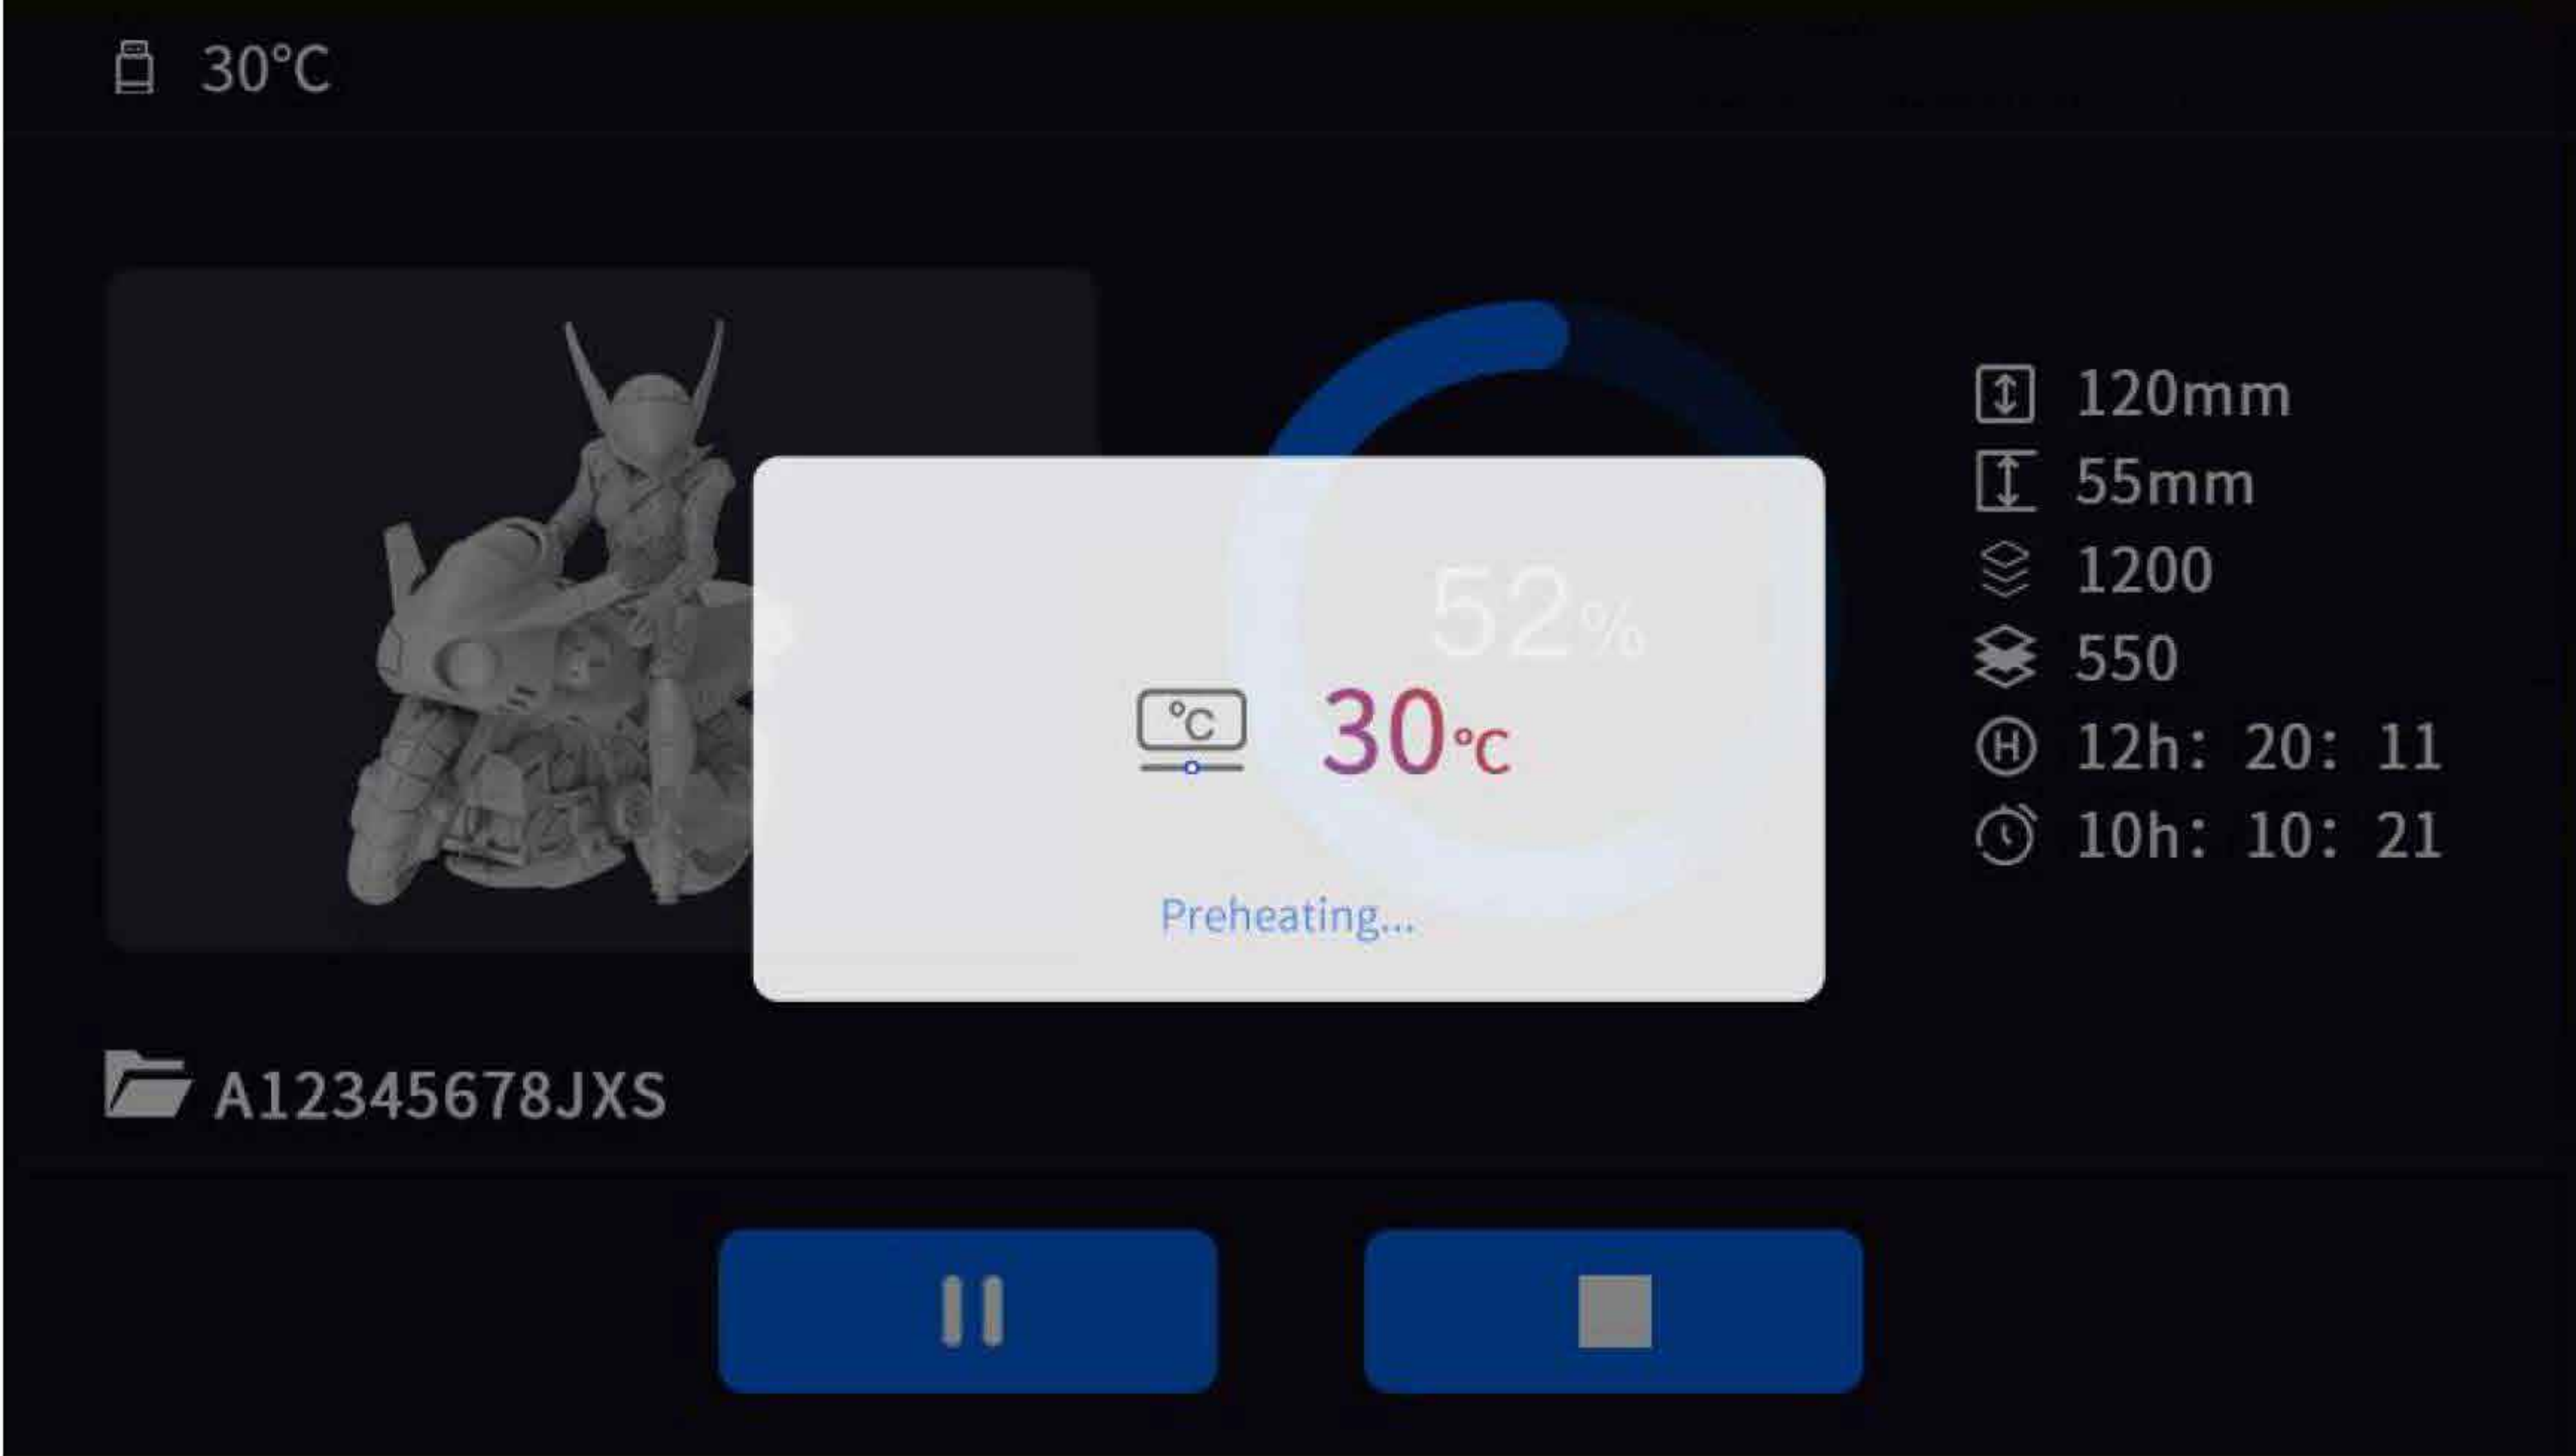 30℃
120mm
55mm
1200
52%
550
℃ 30℃
12h: 20: 11
10h: 10: 21
Preheating...
A12345678JXS